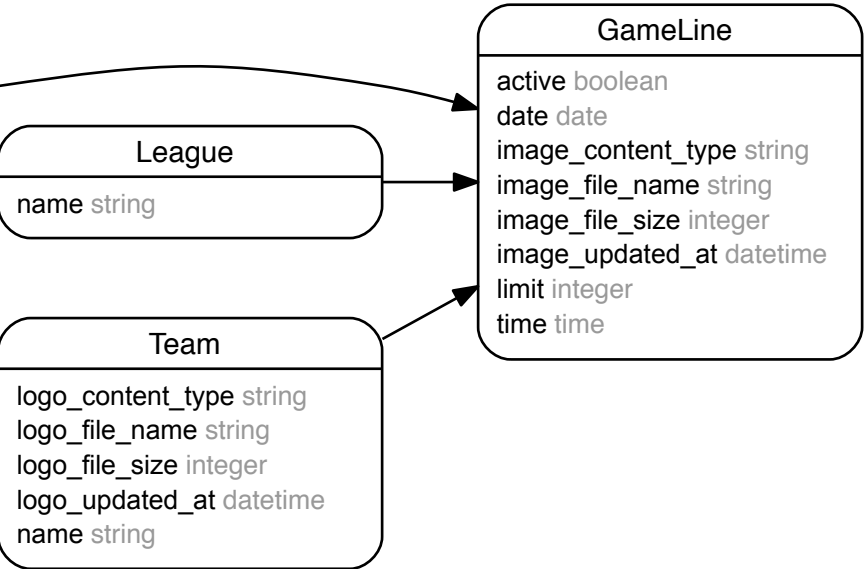 GameLine
active boolean
date date
image_content_type string
image_file_name string
image_file_size integer
image_updated_at datetime
limit integer
time time
League
name string
Team
logo_content_type string
logo_file_name string
logo_file_size integer
logo_updated_at datetime
name string